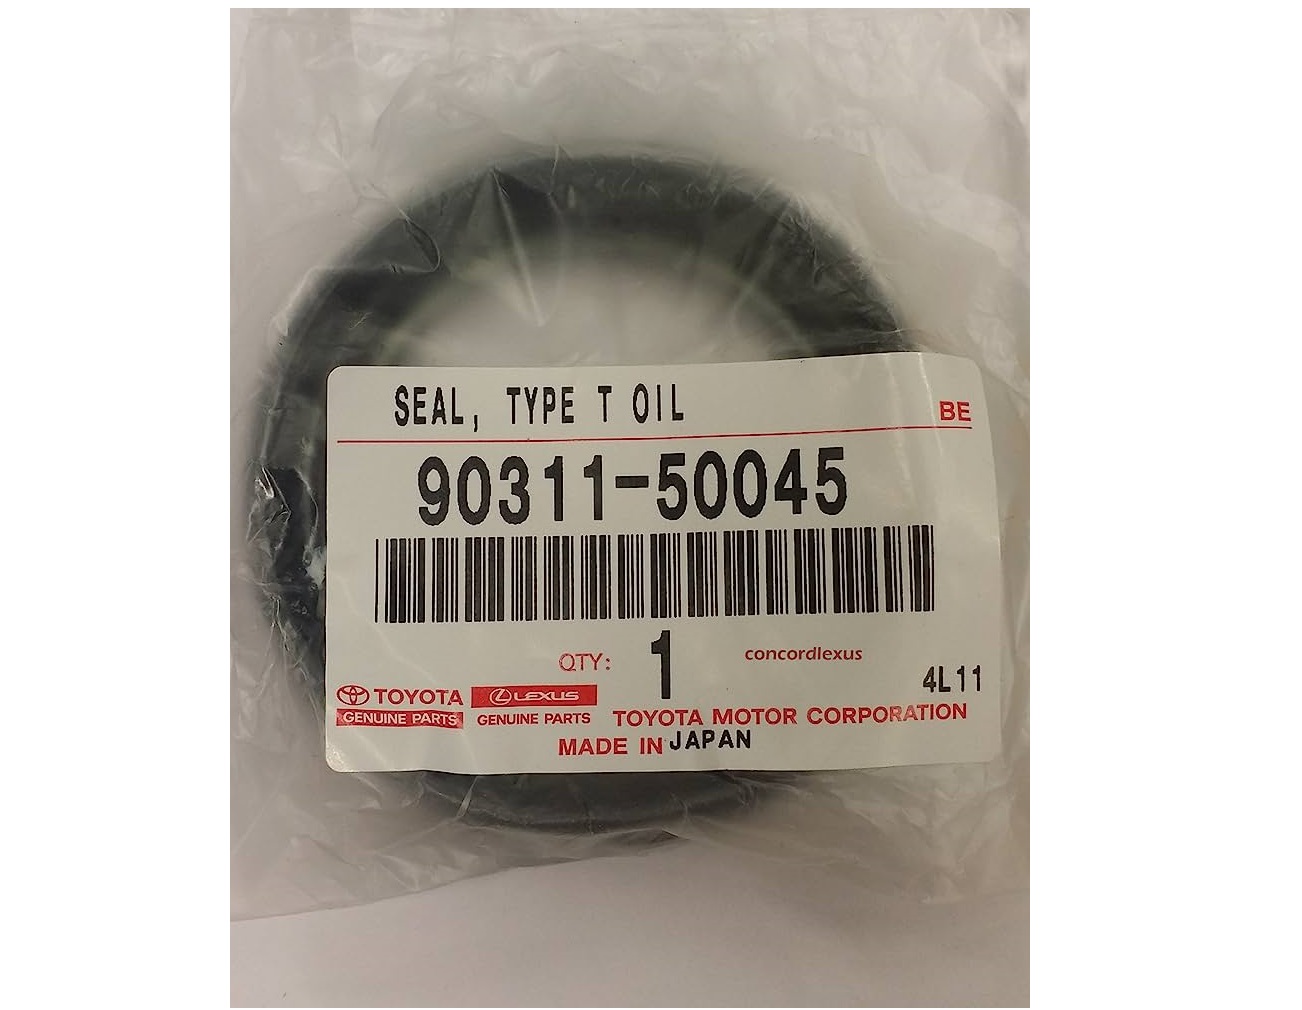 SEAL, TYPE T OIL
BE
90311-50045
QTY: 1
concordlexus
4L11
TOYOTA
GENUINE PARTS
LEXUS
GENUINE PARTS
TOYOTA MOTOR CORPORATION
MADE IN JAPAN